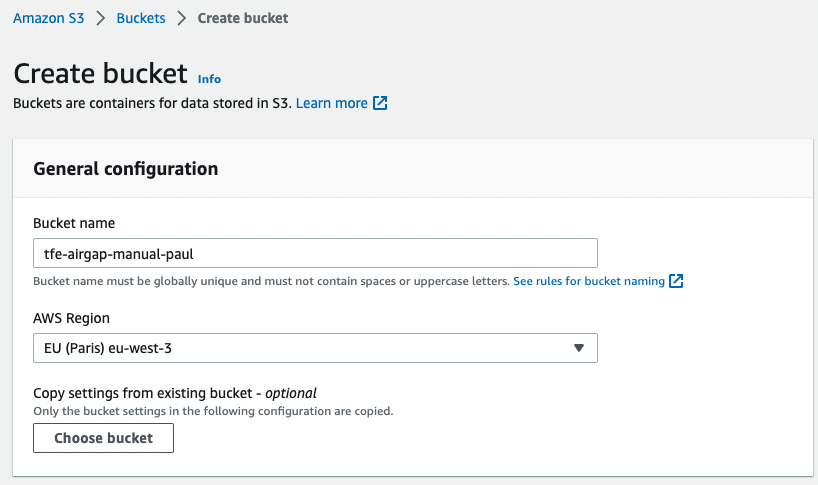 Amazon S3 > Buckets > Create bucket
Create bucket Info
Buckets are containers for data stored in S3. Learn more
General configuration
Bucket name
tfe-airgap-manual-paul
Bucket name must be globally unique and must not contain spaces or uppercase letters. See rules for bucket naming
AWS Region
EU (Paris) eu-west-3
Copy settings from existing bucket - optional
Only the bucket settings in the following configuration are copied.
Choose bucket